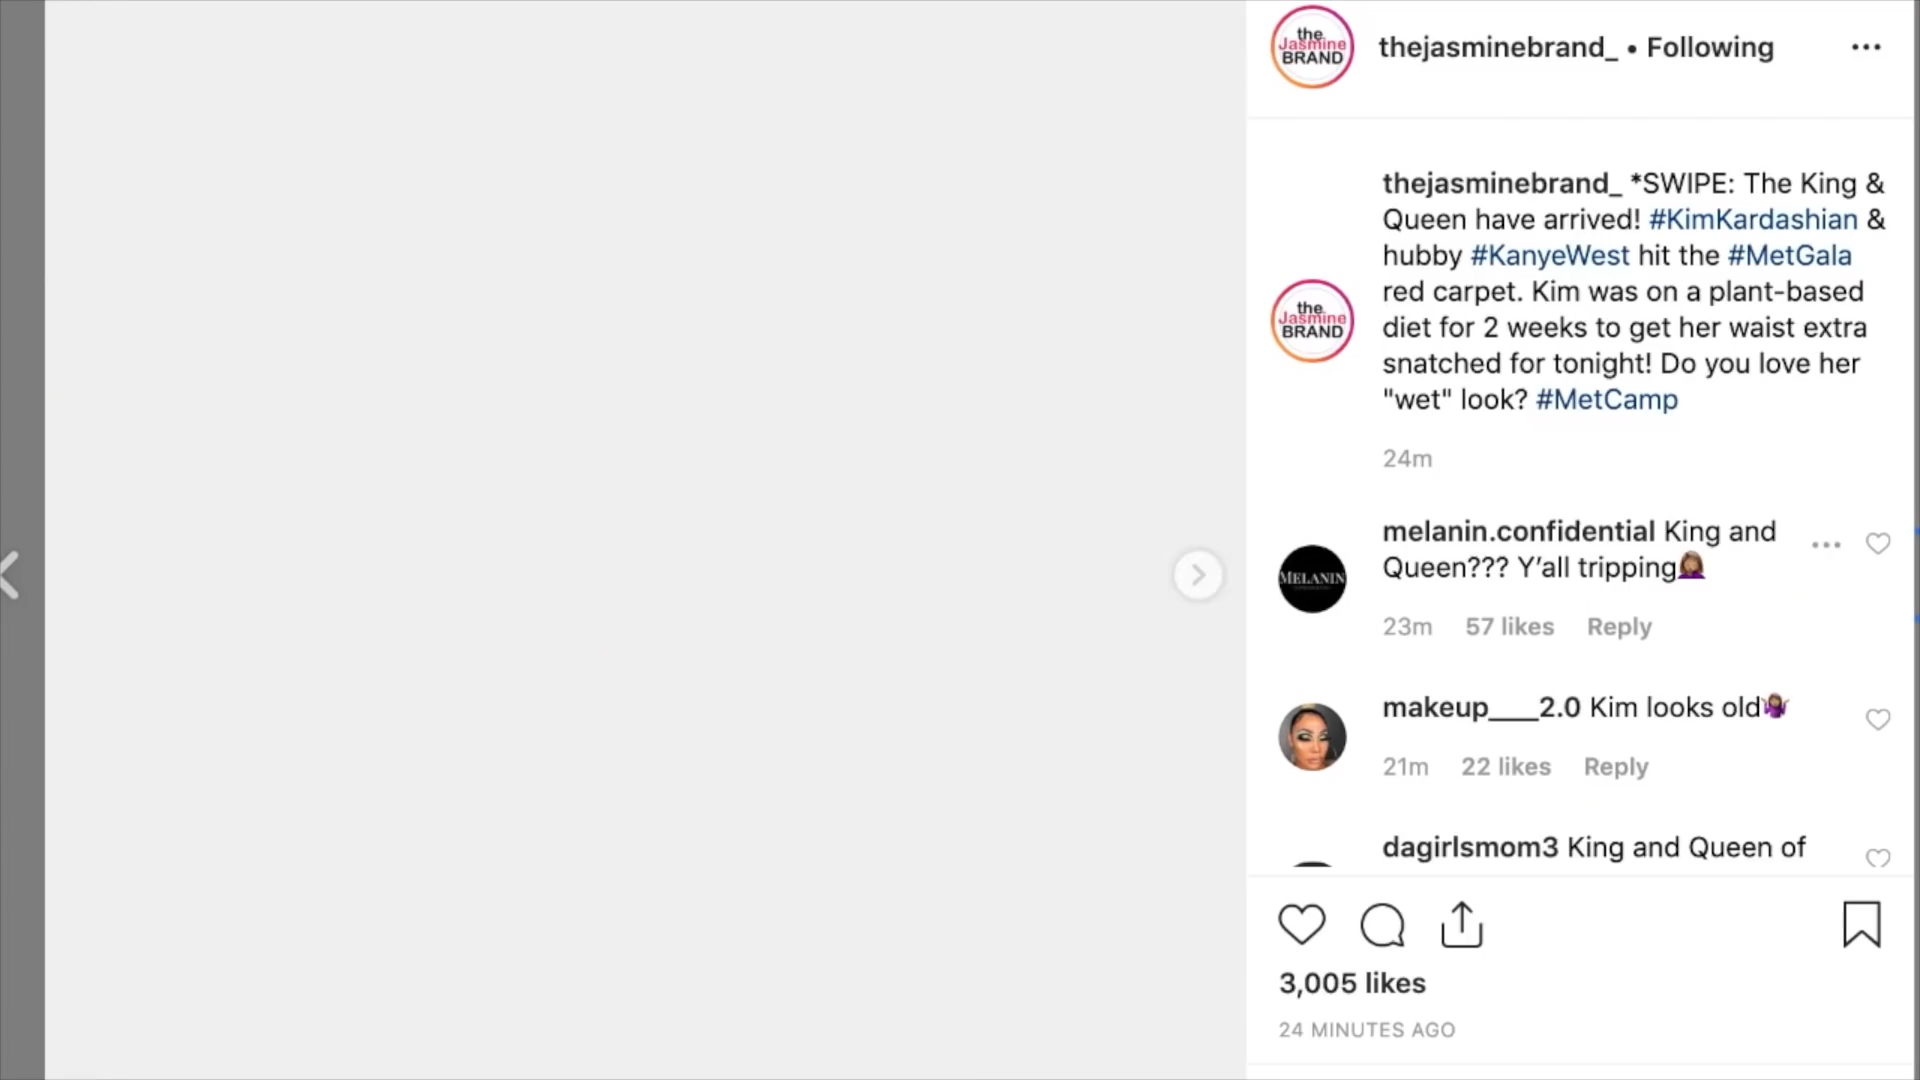 the
Jasmine
BRAND
thejasminebrand_ • Following
thejasminebrand_ *SWIPE: The King &
Queen have arrived! #KimKardashian &
hubby #KanyeWest hit the #MetGala
red carpet. Kim was on a plant-based
diet for 2 weeks to get her waist extra
snatched for tonight! Do you love her
"wet" look? #MetCamp
the
Jasmine
BRAND
24m
melanin.confidential King and
Queen??? Y’all tripping🤦🏽‍♀️
MELANIN
23m 57 likes Reply
makeup____2.0 Kim looks old🤷🏽‍♀️
21m 22 likes Reply
dagirlsmom3 King and Queen of
3,005 likes
24 MINUTES AGO